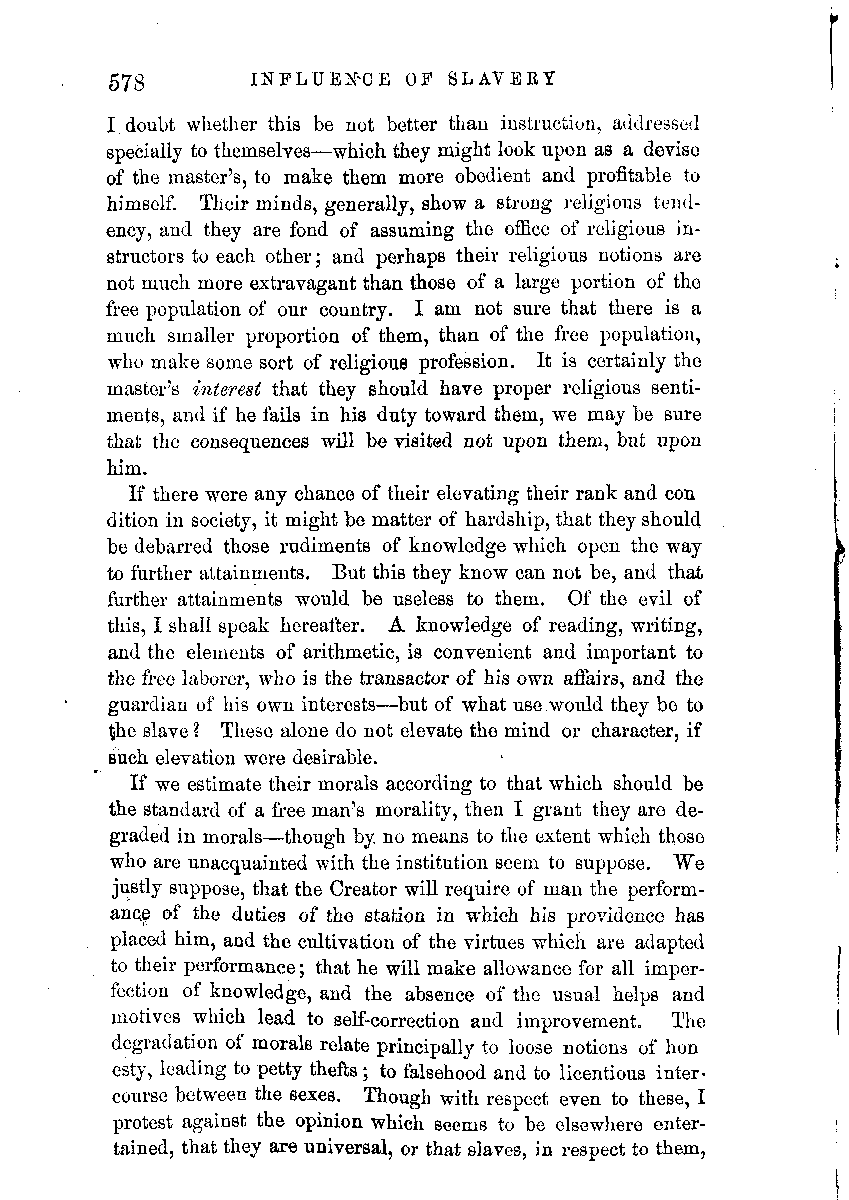 578 INFLUENCE OF SLAVERY
I doubt whether this be not better than instruction, addressed
specially to themselves—which they might look upon as a devise
of the master's, to make them more obedient and profitable to
himself. Their minds, generally, show a strong religious tend-
ency, and they are fond of assuming the office of religious in-
structors to each other; and perhaps their religious notions are
not much more extravagant than those of a large portion of the
free population of our country. I am not sure that there is a
much smaller proportion of them, than of the free population,
who make some sort of religious profession. It is certainly the
master's interest that they should have proper religious senti-
ments, and if he fails in his duty toward them, we may be sure
that the consequences will be visited not upon them, but upon
him.
If there were any chance of their elevating their rank and con
dition in society, it might be matter of hardship, that they should
be debarred those rudiments of knowledge which open the way
to further attainments. But this they know can not be, and that
further attainments would be useless to them. Of the evil of
this, I shall speak hereafter. A knowledge of reading, writing,
and the elements of arithmetic, is convenient and important to
the free laborer, who is the transactor of his own affairs, and the
guardian of his own interests—but of what use would they be to
the slave? These alone do not elevate the mind or character, if
such elevation were desirable.
If we estimate their morals according to that which should be
the standard of a free man's morality, then I grant they are de-
graded in morals—though by no means to the extent which those
who are unacquainted with the institution seem to suppose. We
justly suppose, that the Creator will require of man the perform-
ance of the duties of the station in which his providence has
placed him, and the cultivation of the virtues which are adapted
to their performance; that he will make allowance for all imper-
fection of knowledge, and the absence of the usual helps and
motives which lead to self-correction and improvement. The
degradation of morals relate principally to loose notions of hon
esty, leading to petty thefts; to falsehood and to licentious inter-
course between the sexes. Though with respect even to these, I
protest against the opinion which seems to be elsewhere enter-
tained, that they are universal, or that slaves, in respect to them,